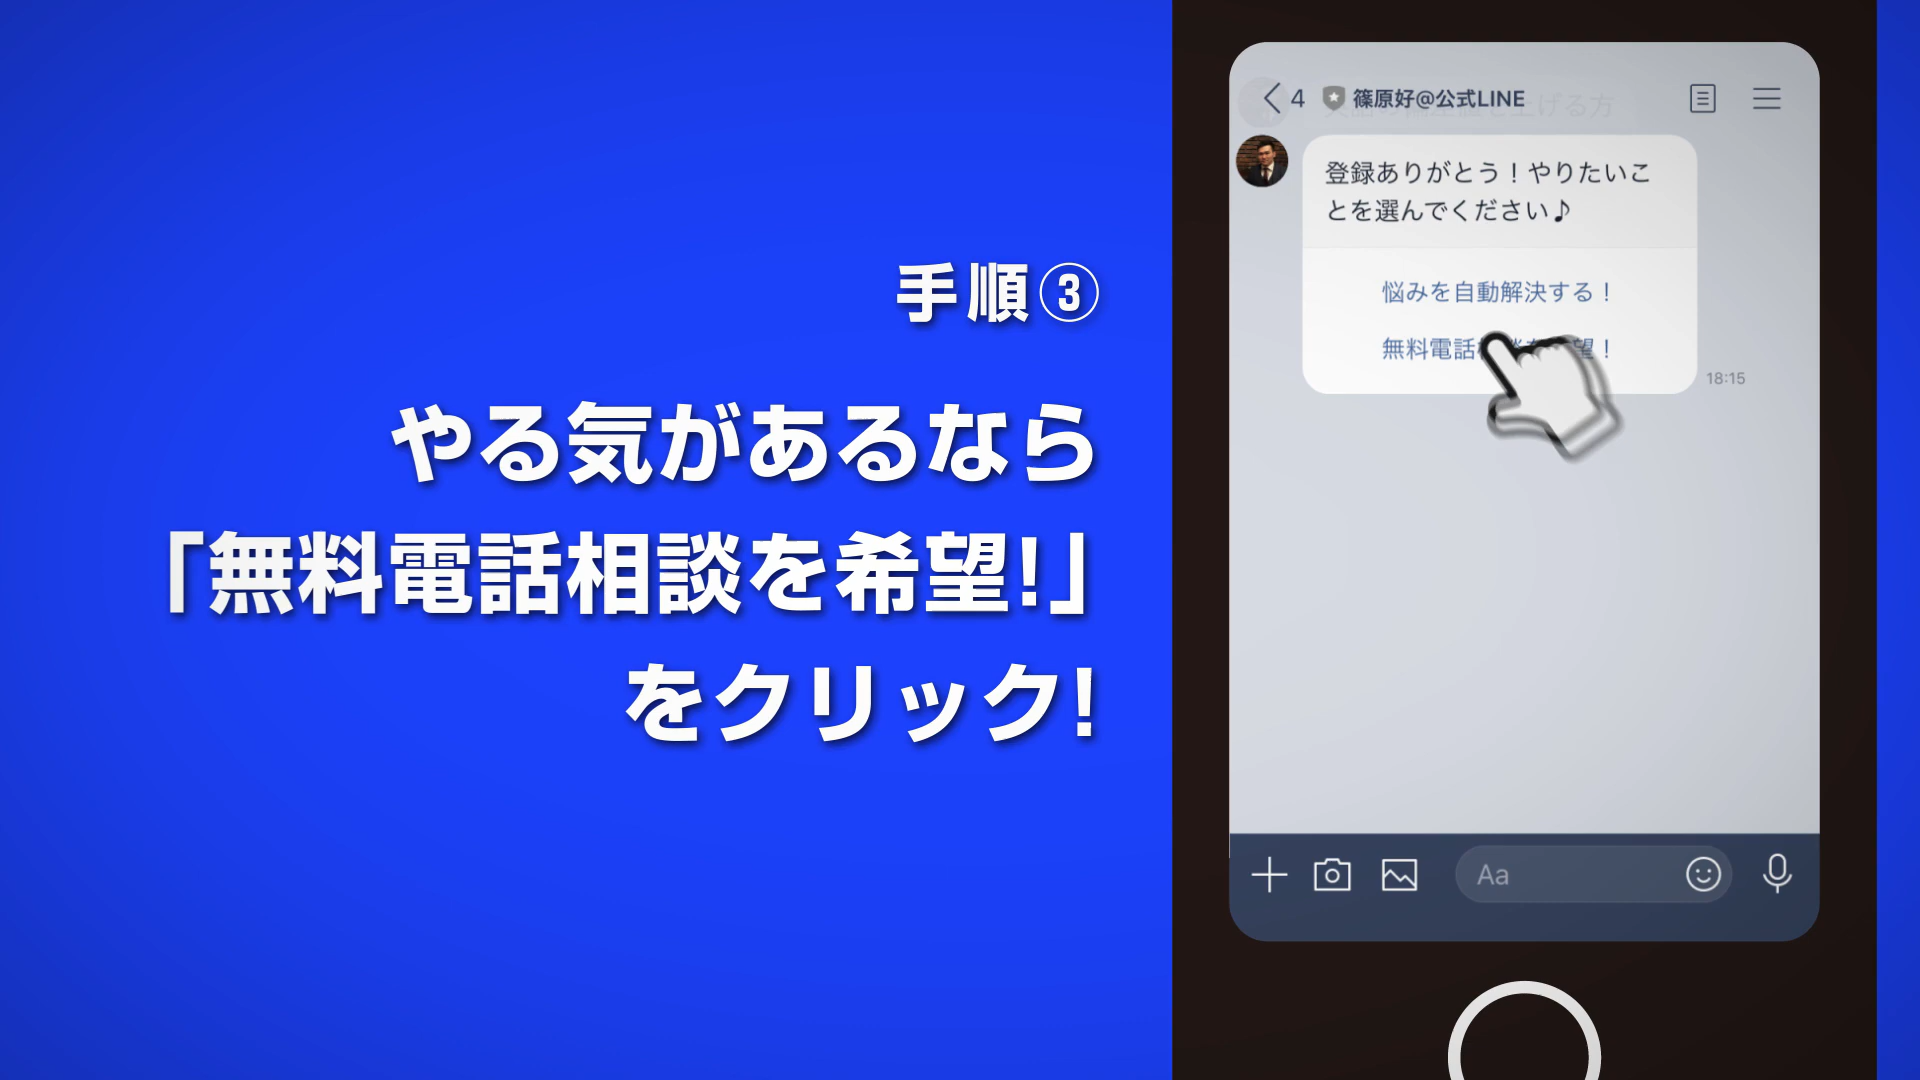 手順③
やる気があるなら
「無料電話相談を希望!」
をクリック!
4 篠原好@公式LINE
登録ありがとう！やりたいこ
とを選んでください♪
悩みを自動解決する！
無料電話 望！
18:15
Aa